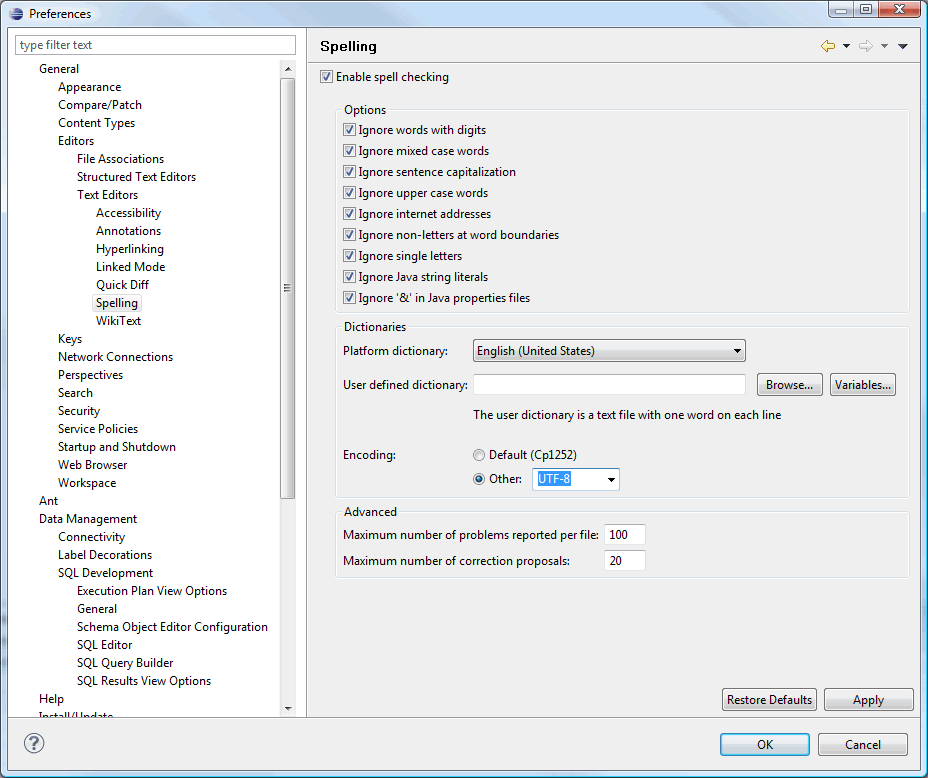 Preferences
type filter text
General
Appearance
Compare/Patch
Content Types
Editors
File Associations
Structured Text Editors
Text Editors
Accessibility
Annotations
Hyperlinking
Linked Mode
Quick Diff
Spelling
WikiText
Keys
Network Connections
Perspectives
Search
Security
Service Policies
Startup and Shutdown
Web Browser
Workspace
Ant
Data Management
Connectivity
Label Decorations
SQL Development
Execution Plan View Options
General
Schema Object Editor Configuration
SQL Editor
SQL Query Builder
SQL Results View Options
Help
Install/Update
Spelling
Enable spell checking
Options
Ignore words with digits
Ignore mixed case words
Ignore sentence capitalization
Ignore upper case words
Ignore internet addresses
Ignore non-letters at word boundaries
Ignore single letters
Ignore Java string literals
Ignore '&' in Java properties files
Dictionaries
Platform dictionary: English (United States)
User defined dictionary: Browse... Variables...
The user dictionary is a text file with one word on each line
Encoding: Default (Cp1252)
Other: UTF-8
Advanced
Maximum number of problems reported per file: 100
Maximum number of correction proposals: 20
Restore Defaults Apply
? OK Cancel